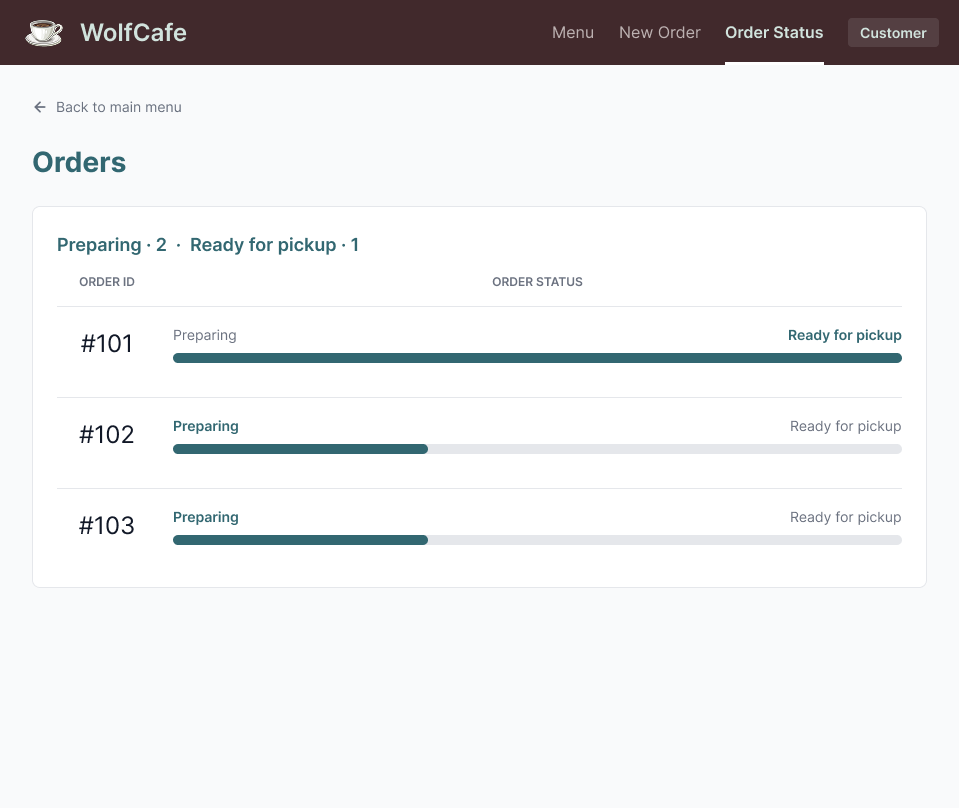 WolfCafe
Menu New Order Order Status Customer
Back to main menu
Orders
Preparing · 2 · Ready for pickup · 1
ORDER ID ORDER STATUS
#101 Preparing Ready for pickup
#102 Preparing Ready for pickup
#103 Preparing Ready for pickup